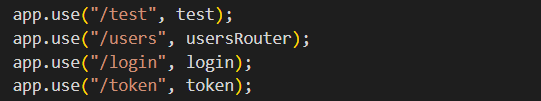 app.use("/test", test);
app.use("/users", usersRouter);
app.use("/login", login);
app.use("/token", token);